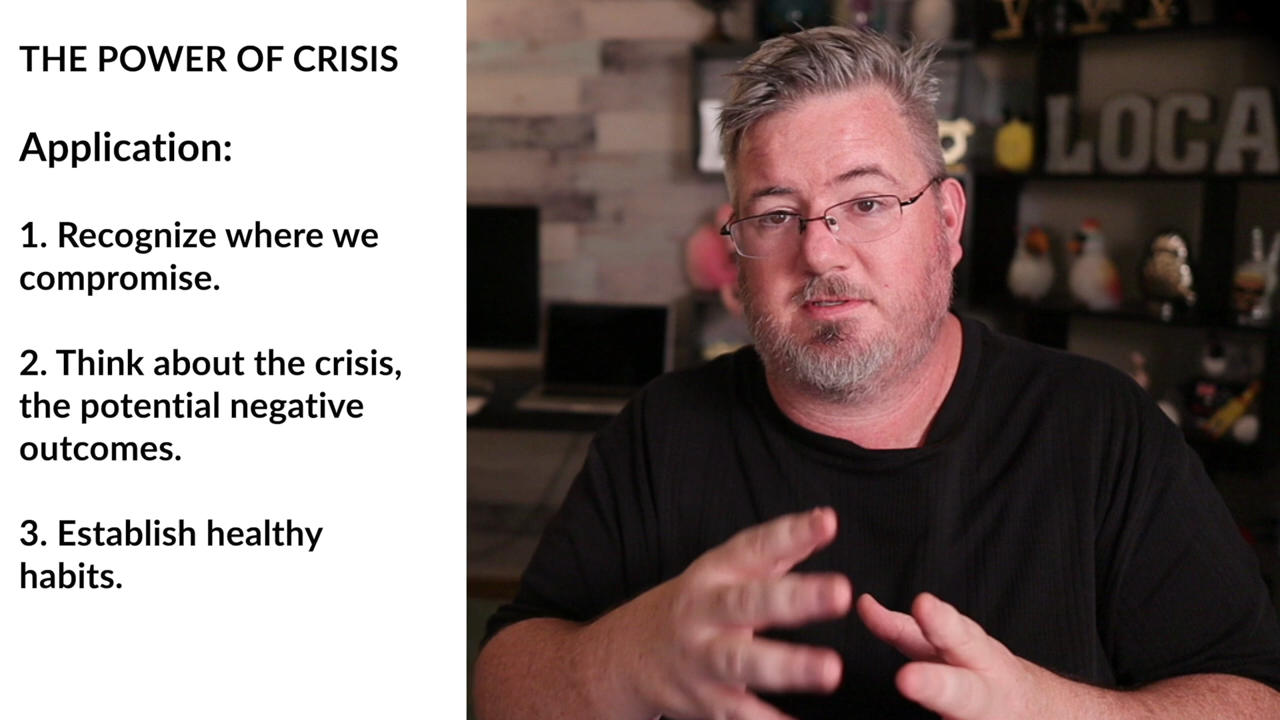 THE POWER OF CRISIS
Application:
1. Recognize where we
compromise.
2. Think about the crisis,
the potential negative
outcomes.
3. Establish healthy
habits.
LOCA